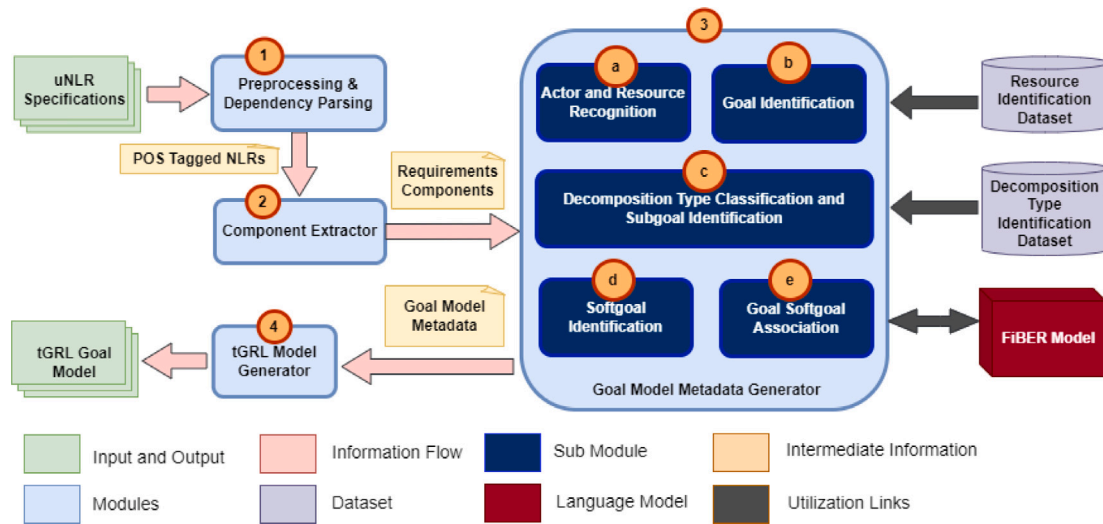 1
uNLR
Specifications
Preprocessing &
Dependency Parsing
POS Tagged NLRs
2
Component Extractor
Requirements
Components
3
a
Actor and Resource
Recognition
b
Goal Identification
c
Decomposition Type Classification and
Subgoal Identification
d
Softgoal
Identification
e
Goal Softgoal
Association
Goal Model Metadata Generator
Resource
Identification
Dataset
Decomposition
Type
Identification
Dataset
FiBER Model
Goal Model
Metadata
4
tGRL Model
Generator
tGRL Goal
Model
Input and Output
Information Flow
Sub Module
Intermediate Information
Modules
Dataset
Language Model
Utilization Links